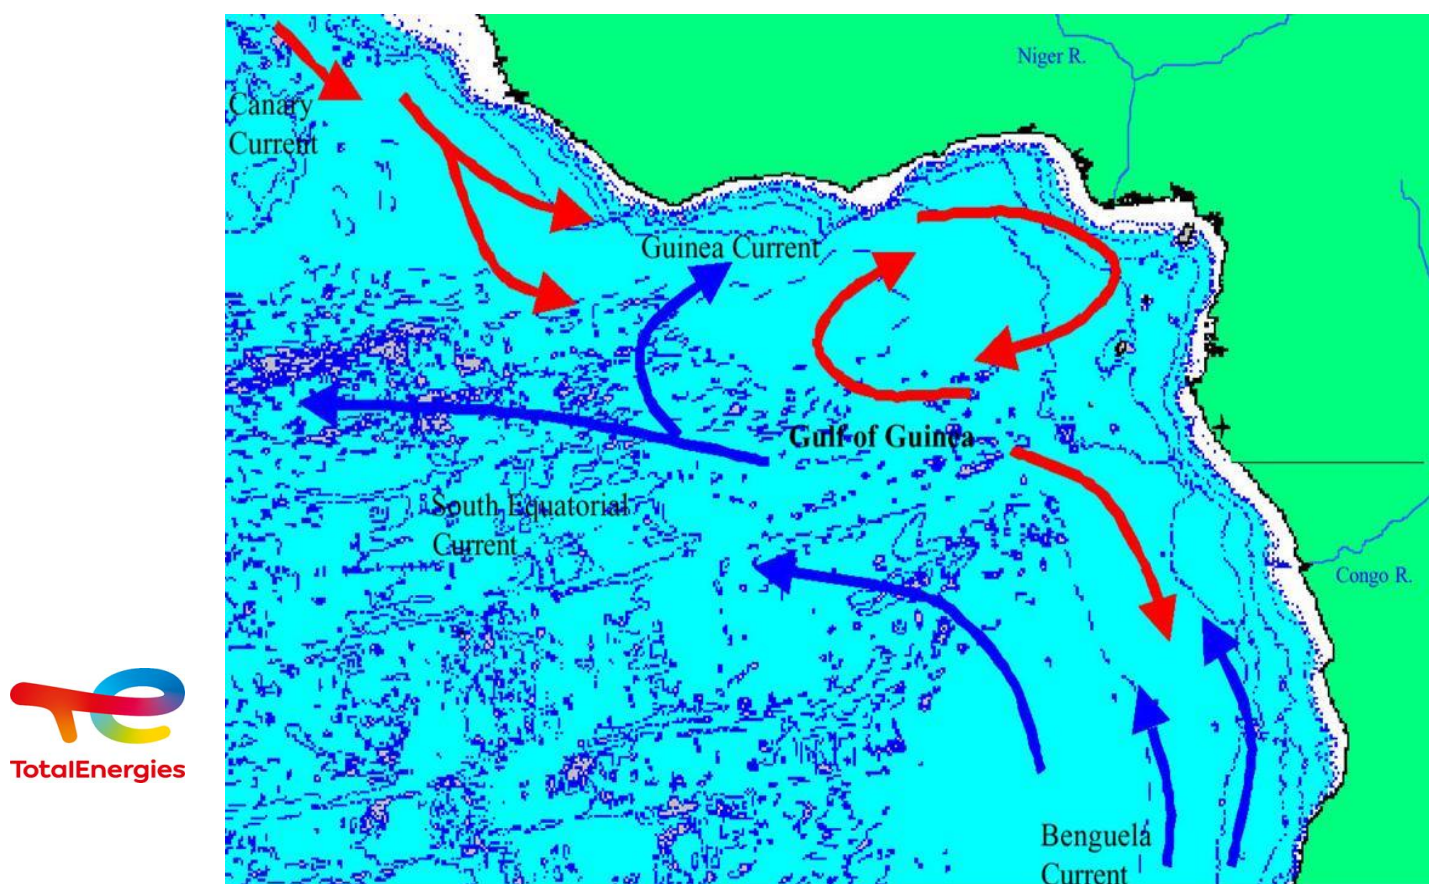 Niger R.
Canary
Current
Guinea Current
Gulf of Guinea
South Equatorial
Current
Congo R.
TotalEnergies
Benguela
Current